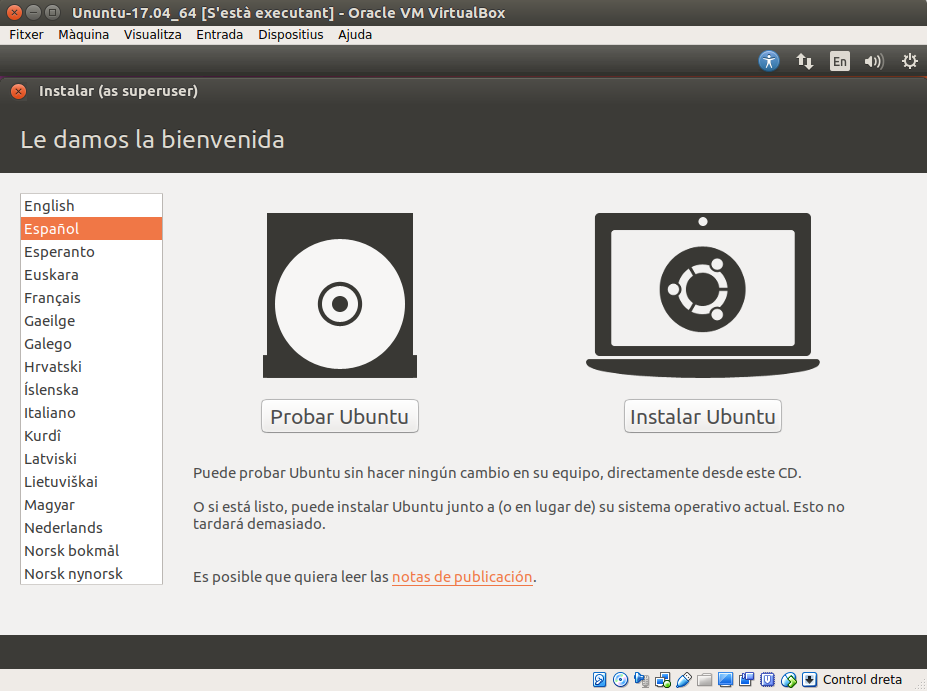 Ununtu-17.04_64 [S'està executant] - Oracle VM VirtualBox
Fitxer Màquina Visualitza Entrada Dispositius Ajuda
En
Instalar (as superuser)
Le damos la bienvenida
English
Español
Esperanto
Euskara
Français
Gaeilge
Galego
Hrvatski
Íslenska
Italiano
Kurdî
Latviski
Lietuviškai
Magyar
Nederlands
Norsk bokmål
Norsk nynorsk
Probar Ubuntu
Instalar Ubuntu
Puede probar Ubuntu sin hacer ningún cambio en su equipo, directamente desde este CD.
O si está listo, puede instalar Ubuntu junto a (o en lugar de) su sistema operativo actual. Esto no
tardará demasiado.
Es posible que quiera leer las notas de publicación.
Control dreta